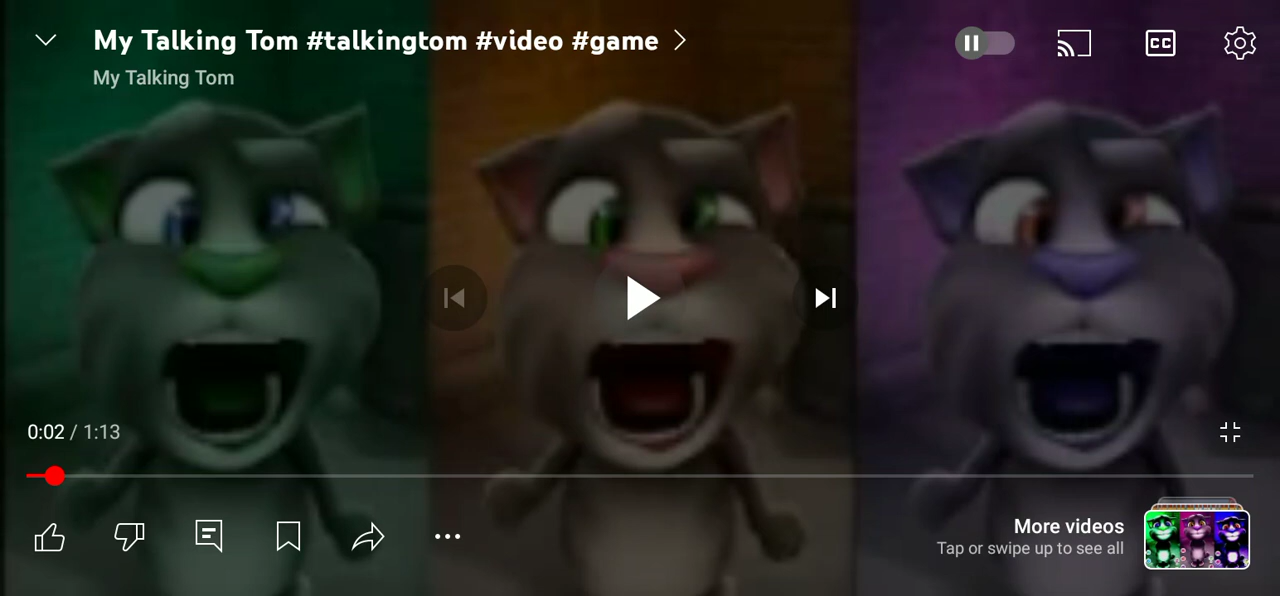 My Talking Tom #talkingtom #video #game
My Talking Tom
CC
0:02 / 1:13
More videos
Tap or swipe up to see all